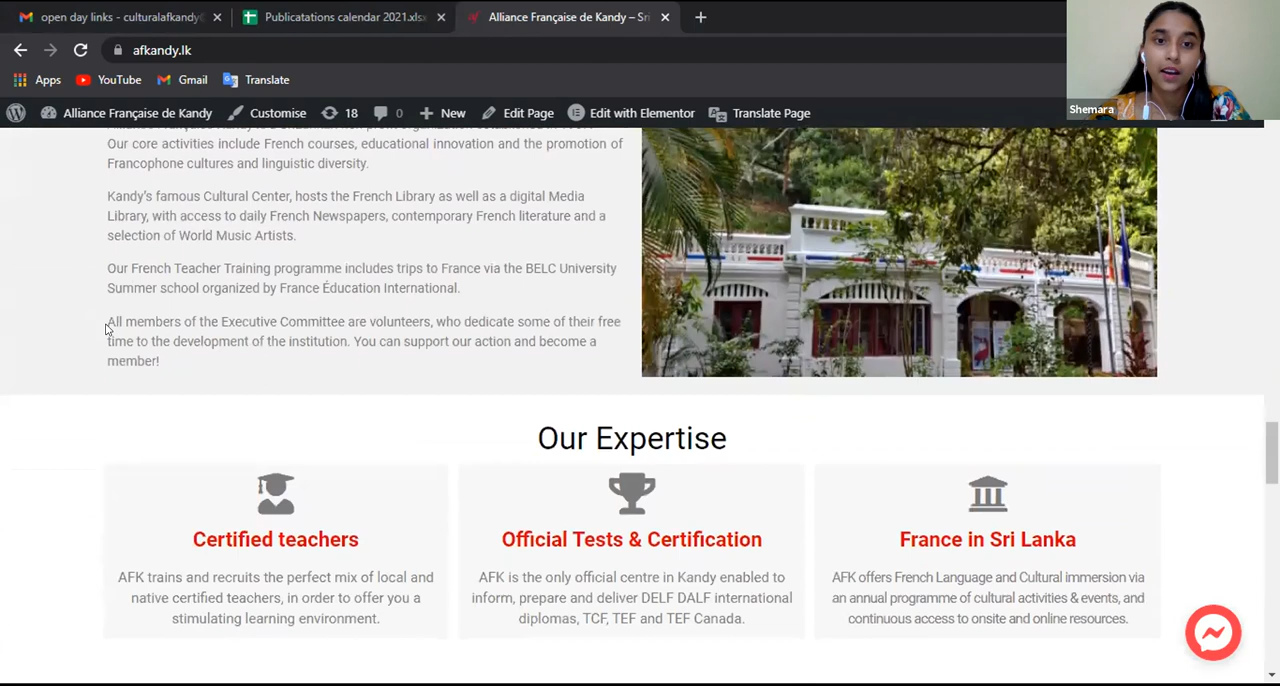 open day links - culturalafkandy
Publicatations calendar 2021.xlsx
Alliance Française de Kandy – Sri
afkandy.lk
Apps YouTube Gmail Translate
Alliance Française de Kandy Customise 18 0 New Edit Page Edit with Elementor Translate Page
Shemara
Our core activities include French courses, educational innovation and the promotion of
Francophone cultures and linguistic diversity.
Kandy’s famous Cultural Center, hosts the French Library as well as a digital Media
Library, with access to daily French Newspapers, contemporary French literature and a
selection of World Music Artists.
Our French Teacher Training programme includes trips to France via the BELC University
Summer school organized by France Éducation International.
All members of the Executive Committee are volunteers, who dedicate some of their free
time to the development of the institution. You can support our action and become a
member!
Our Expertise
Certified teachers
AFK trains and recruits the perfect mix of local and
native certified teachers, in order to offer you a
stimulating learning environment.
Official Tests & Certification
AFK is the only official centre in Kandy enabled to
inform, prepare and deliver DELF DALF international
diplomas, TCF, TEF and TEF Canada.
France in Sri Lanka
AFK offers French Language and Cultural immersion via
an annual programme of cultural activities & events, and
continuous access to onsite and online resources.